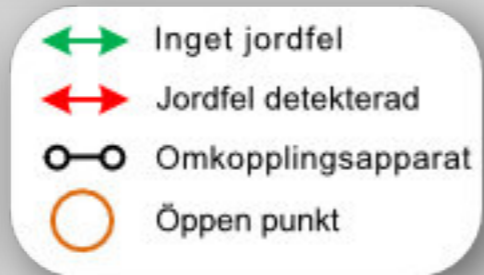 Inget jordfel
Jordfel detekterad
Omkopplingsapparat
Öppen punkt